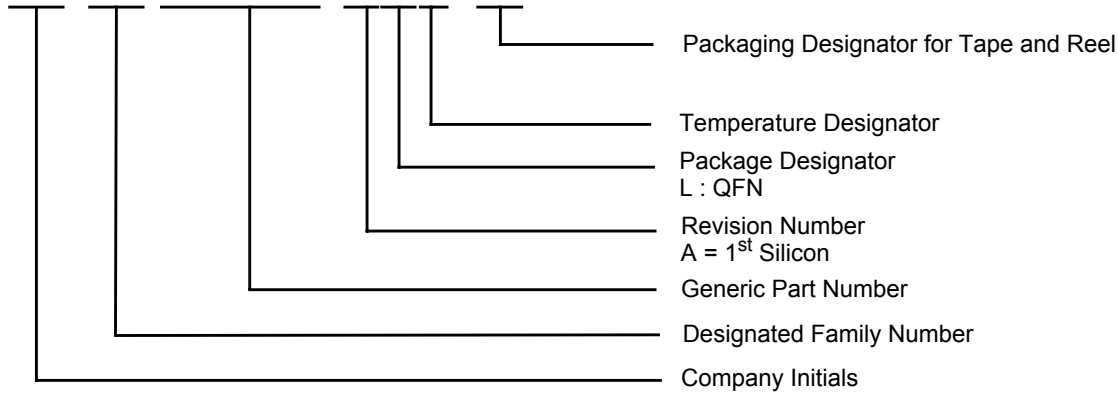 Packaging Designator for Tape and Reel
Temperature Designator
Package Designator
L : QFN
Revision Number
A = 1st Silicon
Generic Part Number
Designated Family Number
Company Initials